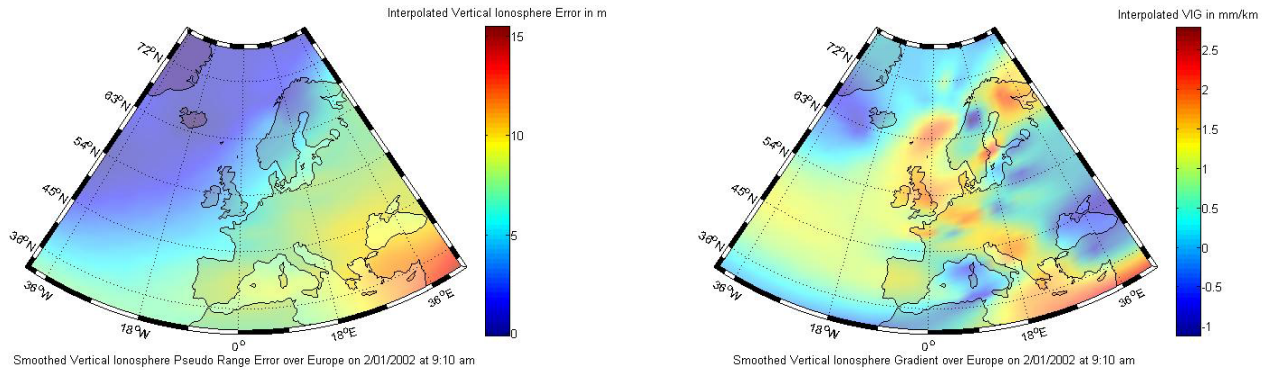 Interpolated Vertical Ionosphere Error in m
15
10
5
0
72°N
63°N
54°N
45°N
36°N
36°W
18°W
0°
18°E
36°E
Smoothed Vertical Ionosphere Pseudo Range Error over Europe on 2/01/2002 at 9:10 am
Interpolated VIG in mm/km
2.5
2
1.5
1
0.5
0
-0.5
-1
72°N
63°N
54°N
45°N
36°N
36°W
18°W
0°
18°E
36°E
Smoothed Vertical Ionosphere Gradient over Europe on 2/01/2002 at 9:10 am